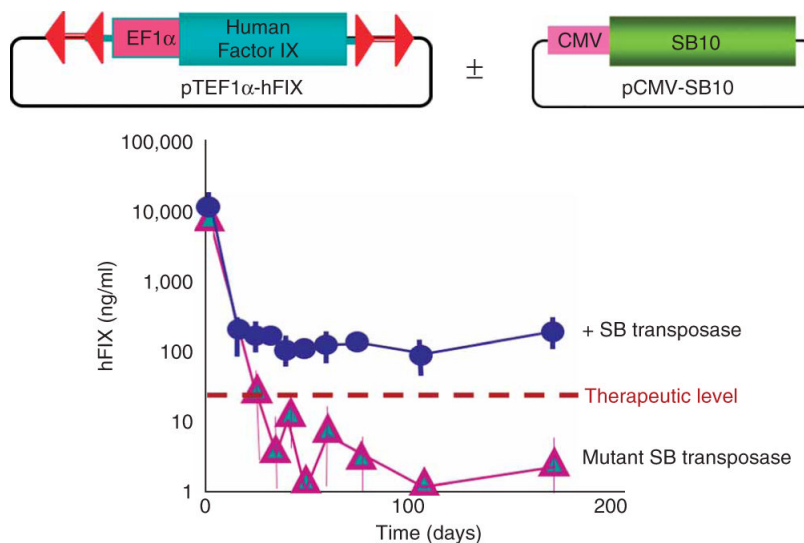 EF1α
Human
Factor IX
pTEF1α-hFIX
±
CMV
SB10
pCMV-SB10
100,000
10,000
1,000
100
10
1
hFIX (ng/ml)
+ SB transposase
Therapeutic level
Mutant SB transposase
0
100
200
Time (days)